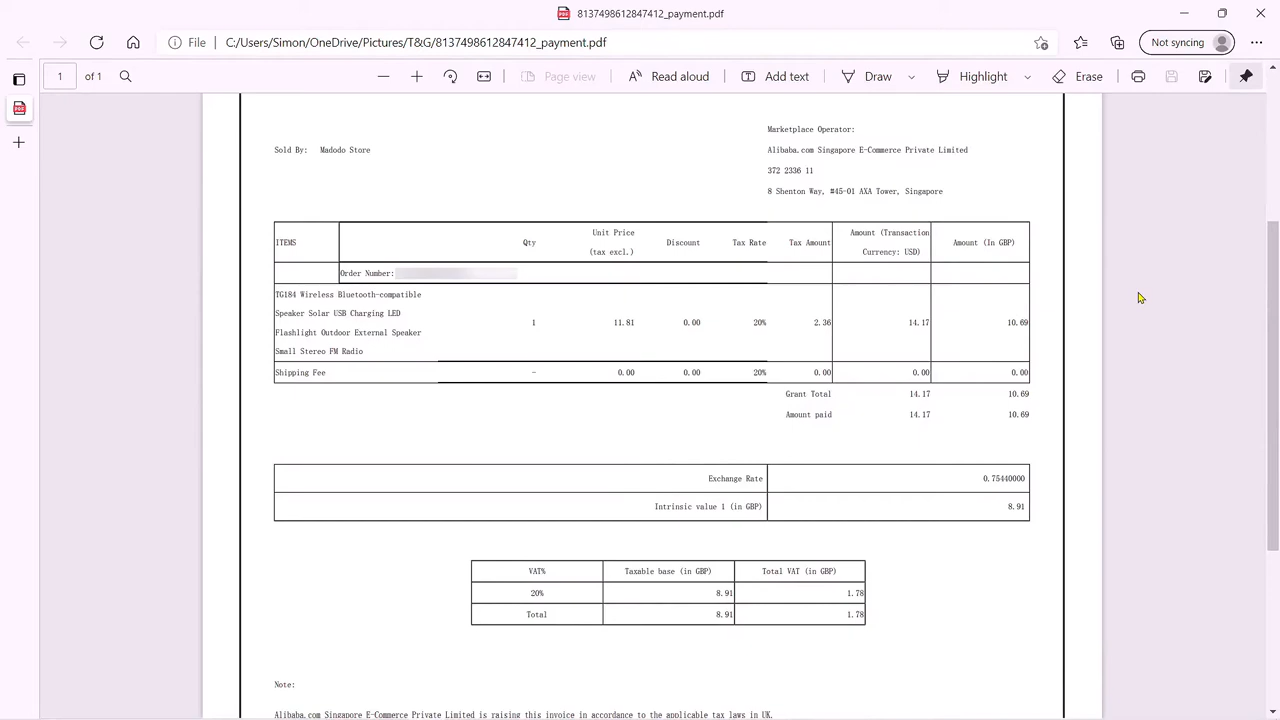 8137498612847412_payment.pdf
File C:/Users/Simon/OneDrive/Pictures/T&G/8137498612847412_payment.pdf
Not syncing
1 of 1 Page view Read aloud Add text Draw Highlight Erase
Marketplace Operator:
Sold By: Madodo Store
Alibaba.com Singapore E-Commerce Private Limited
372 2336 11
8 Shenton Way, #45-01 AXA Tower, Singapore
ITEMS Qty Unit Price (tax excl.) Discount Tax Rate Tax Amount Amount (Transaction Currency: USD) Amount (In GBP)
Order Number:
TG184 Wireless Bluetooth-compatible
Speaker Solar USB Charging LED
Flashlight Outdoor External Speaker
Small Stereo FM Radio
1 11.81 0.00 20% 2.36 14.17 10.69
Shipping Fee - 0.00 0.00 20% 0.00 0.00 0.00
Grant Total 14.17 10.69
Amount paid 14.17 10.69
Exchange Rate 0.75440000
Intrinsic value 1 (in GBP) 8.91
VAT% Taxable base (in GBP) Total VAT (in GBP)
20% 8.91 1.78
Total 8.91 1.78
Note:
Alibaba.com Singapore E-Commerce Private Limited is raising this invoice in accordance to the applicable tax laws in UK.